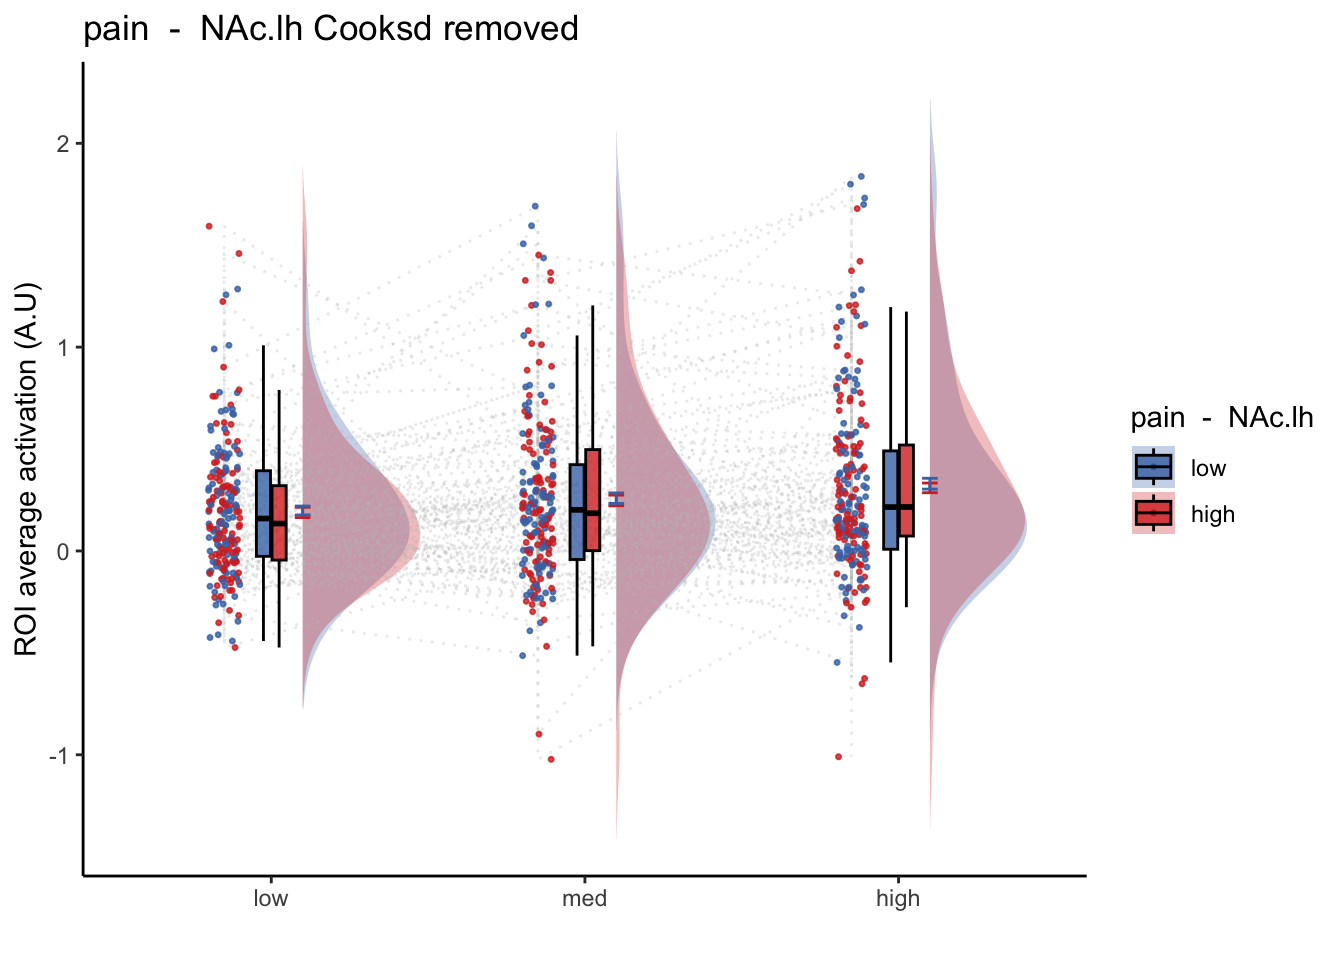 pain  -  NAc.lh Cooksd removed
ROI average activation (A.U)
2
1
0
-1
low
med
high
pain  -  NAc.lh
low
high